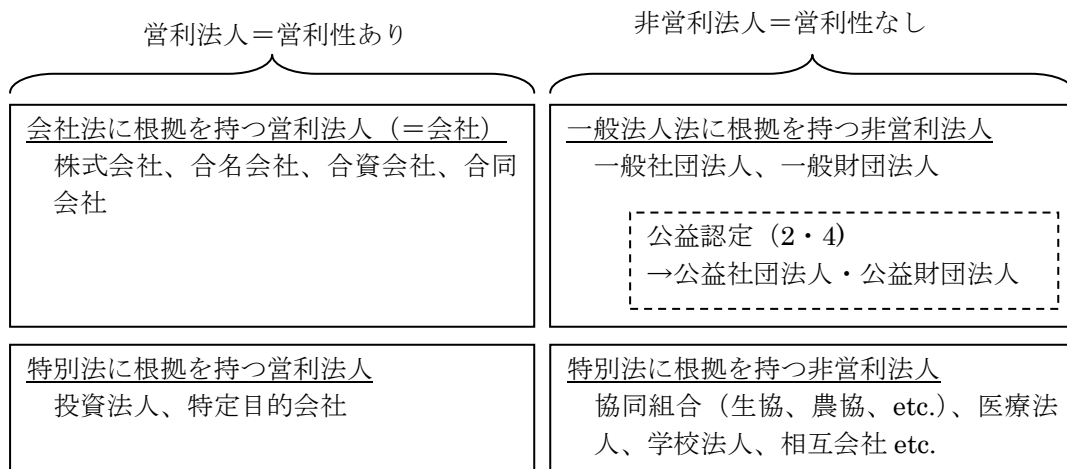 営利法人＝営利性あり
非営利法人＝営利性なし
会社法に根拠を持つ営利法人（＝会社）
株式会社、合名会社、合資会社、合同
会社
一般法人法に根拠を持つ非営利法人
一般社団法人、一般財団法人
公益認定（2・4)
→公益社団法人・公益財団法人
特別法に根拠を持つ営利法人
投資法人、特定目的会社
特別法に根拠を持つ非営利法人
協同組合（生協、農協、etc.）、医療法
人、学校法人、相互会社 etc.